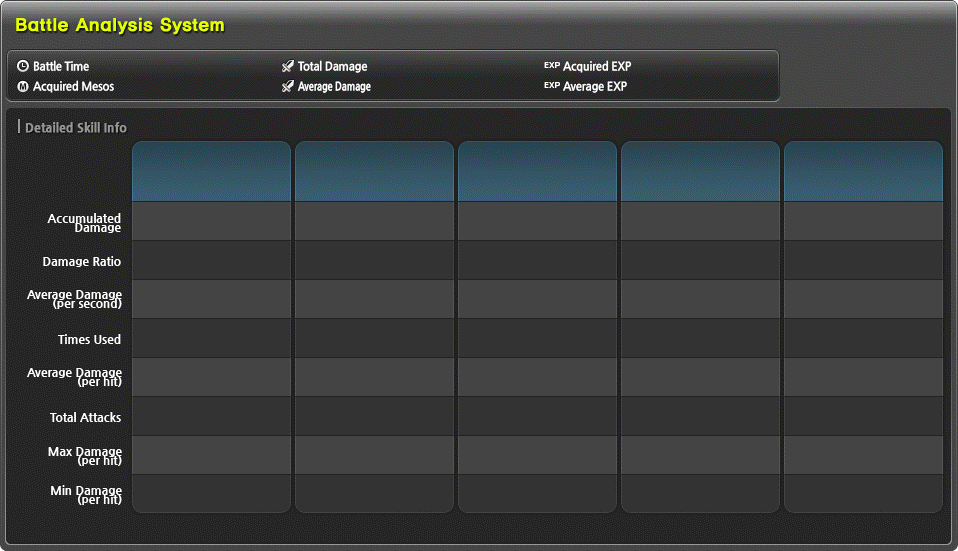 Battle Analysis System
Battle Time
Total Damage
EXP Acquired EXP
M Acquired Mesos
Average Damage
EXP Average EXP
Detailed Skill Info
Accumulated
Damage
Damage Ratio
Average Damage
(per second)
Times Used
Average Damage
(per hit)
Total Attacks
Max Damage
(per hit)
Min Damage
(per hit)